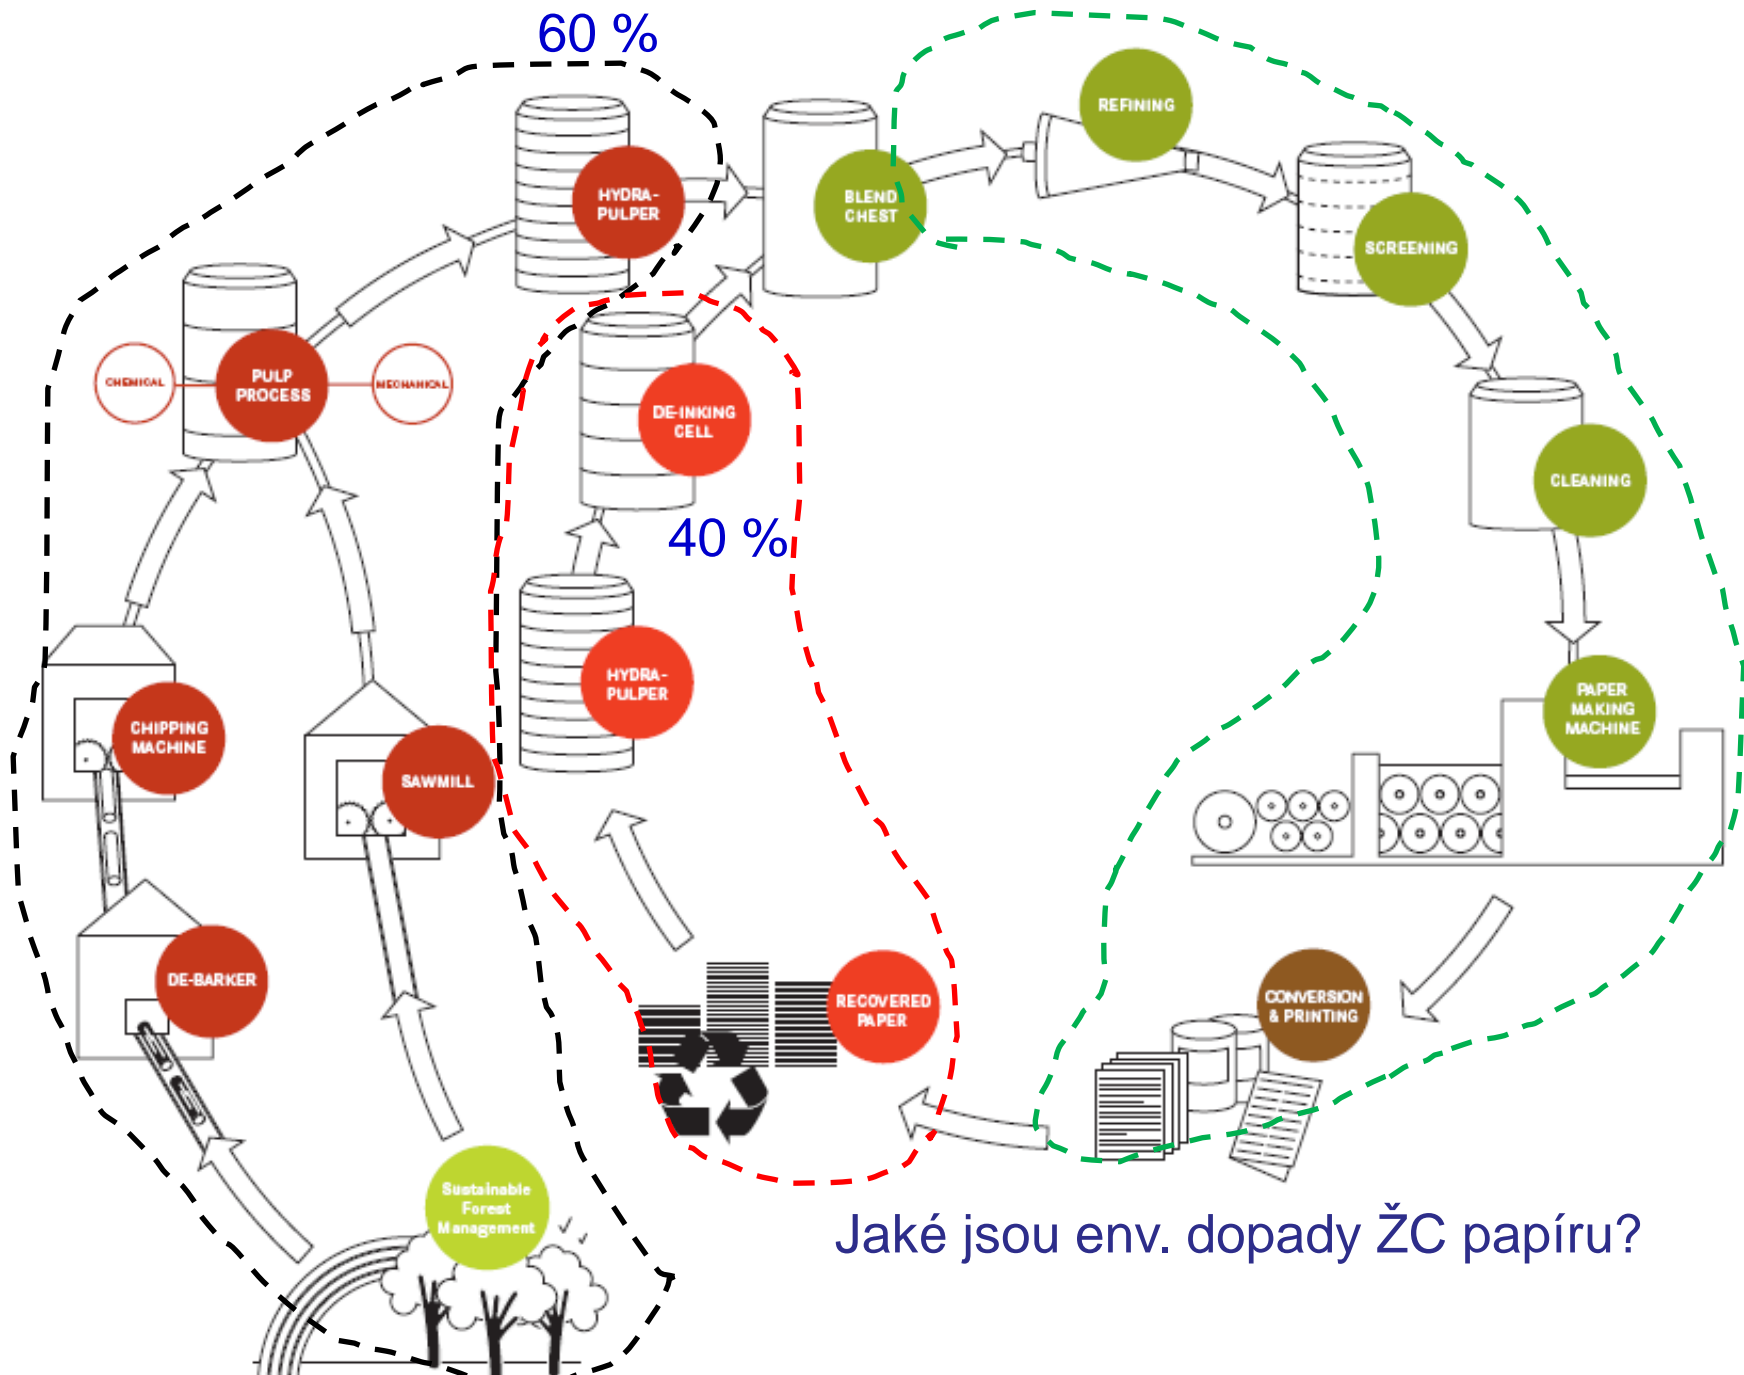 60 %
REFINING
HYDRA-
PULPER
BLEND
CHEST
SCREENING
CHEMICAL
PULP
PROCESS
MECHANICAL
DE-INKING
CELL
CLEANING
40 %
HYDRA-
PULPER
PAPER
MAKING
MACHINE
CHIPPING
MACHINE
SAWMILL
DE-BARKER
RECOVERED
PAPER
CONVERSION
& PRINTING
Sustainable
Forest
Management
Jaké jsou env. dopady ŽC papíru?